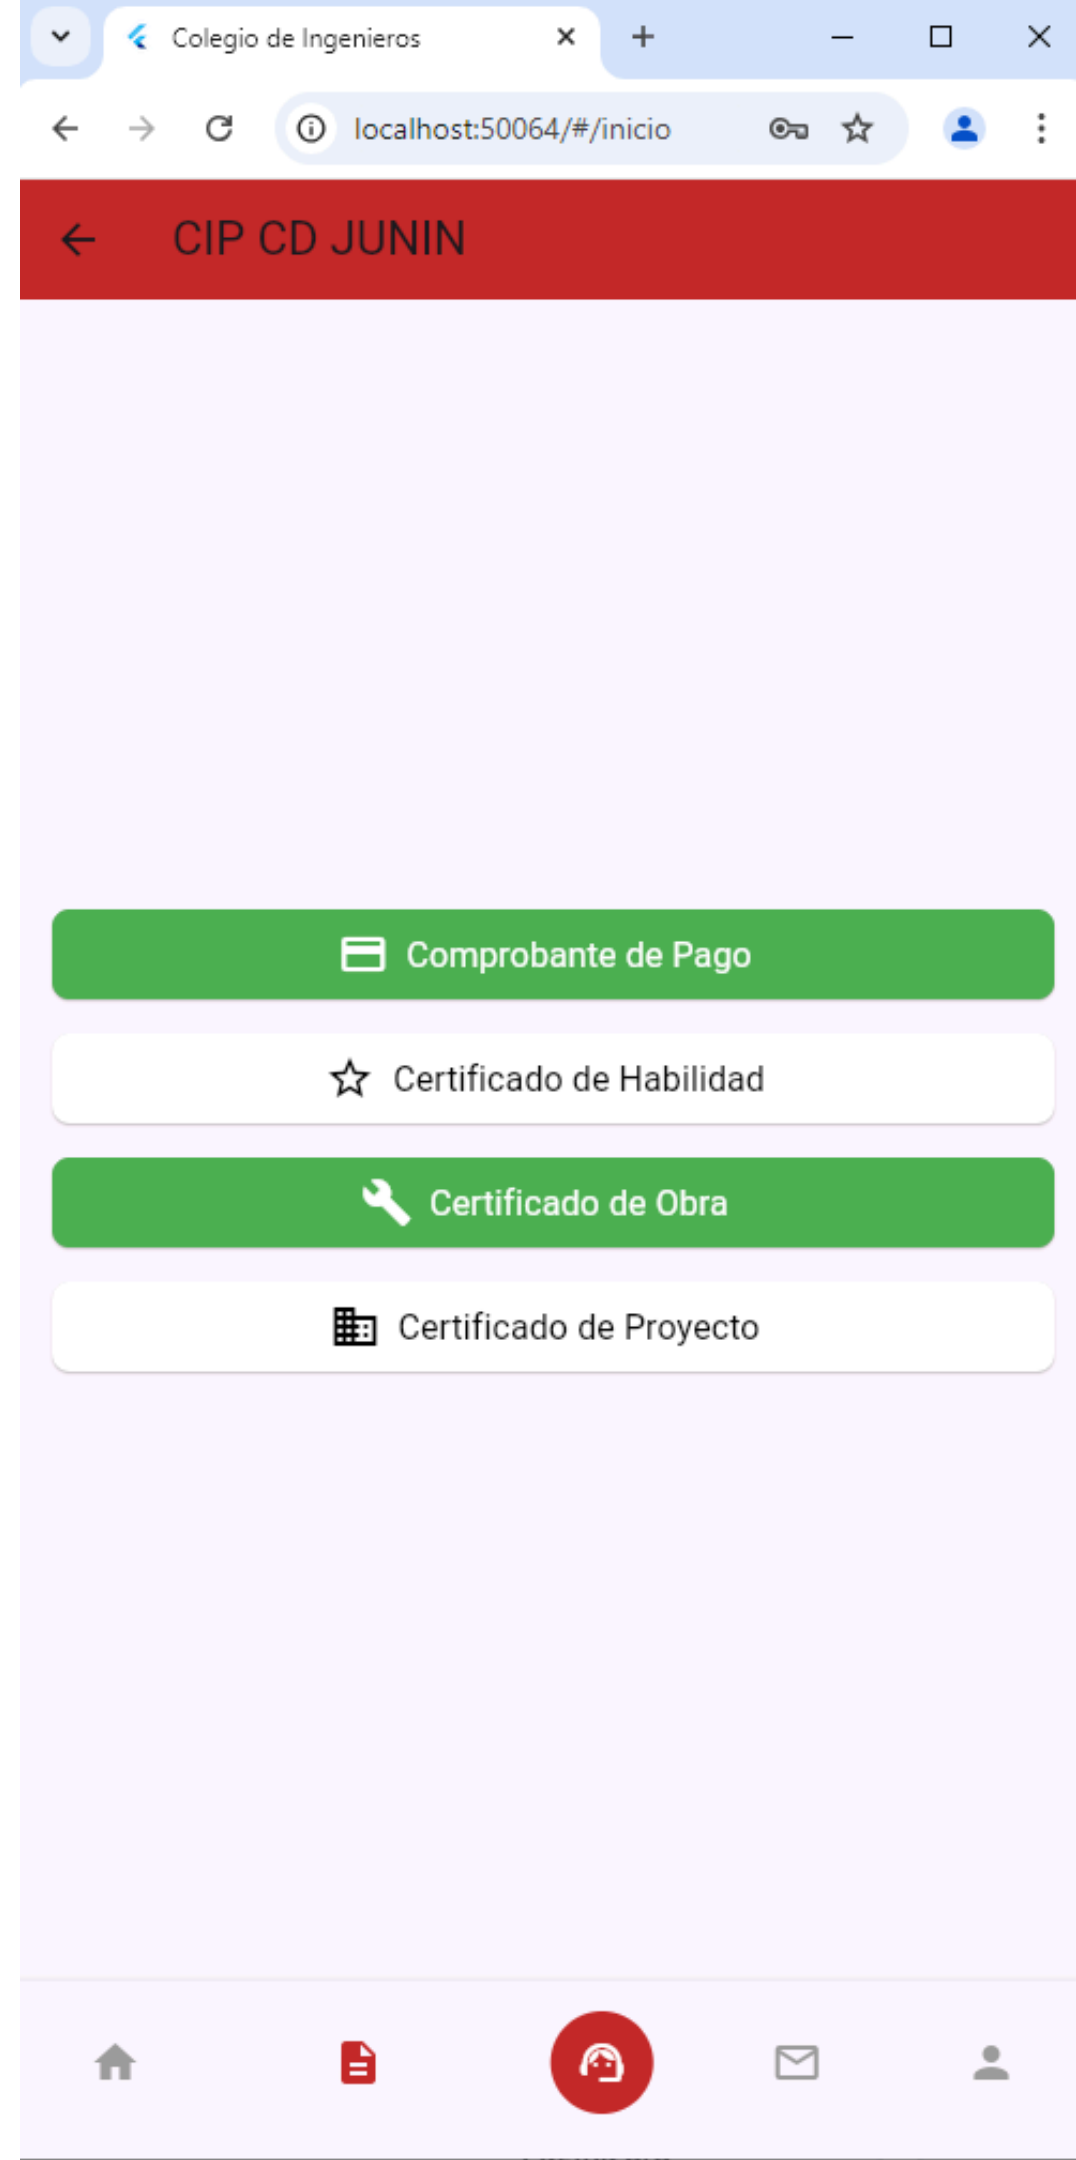 Colegio de Ingenieros
localhost:50064/#/inicio
CIP CD JUNIN
Comprobante de Pago
Certificado de Habilidad
Certificado de Obra
Certificado de Proyecto